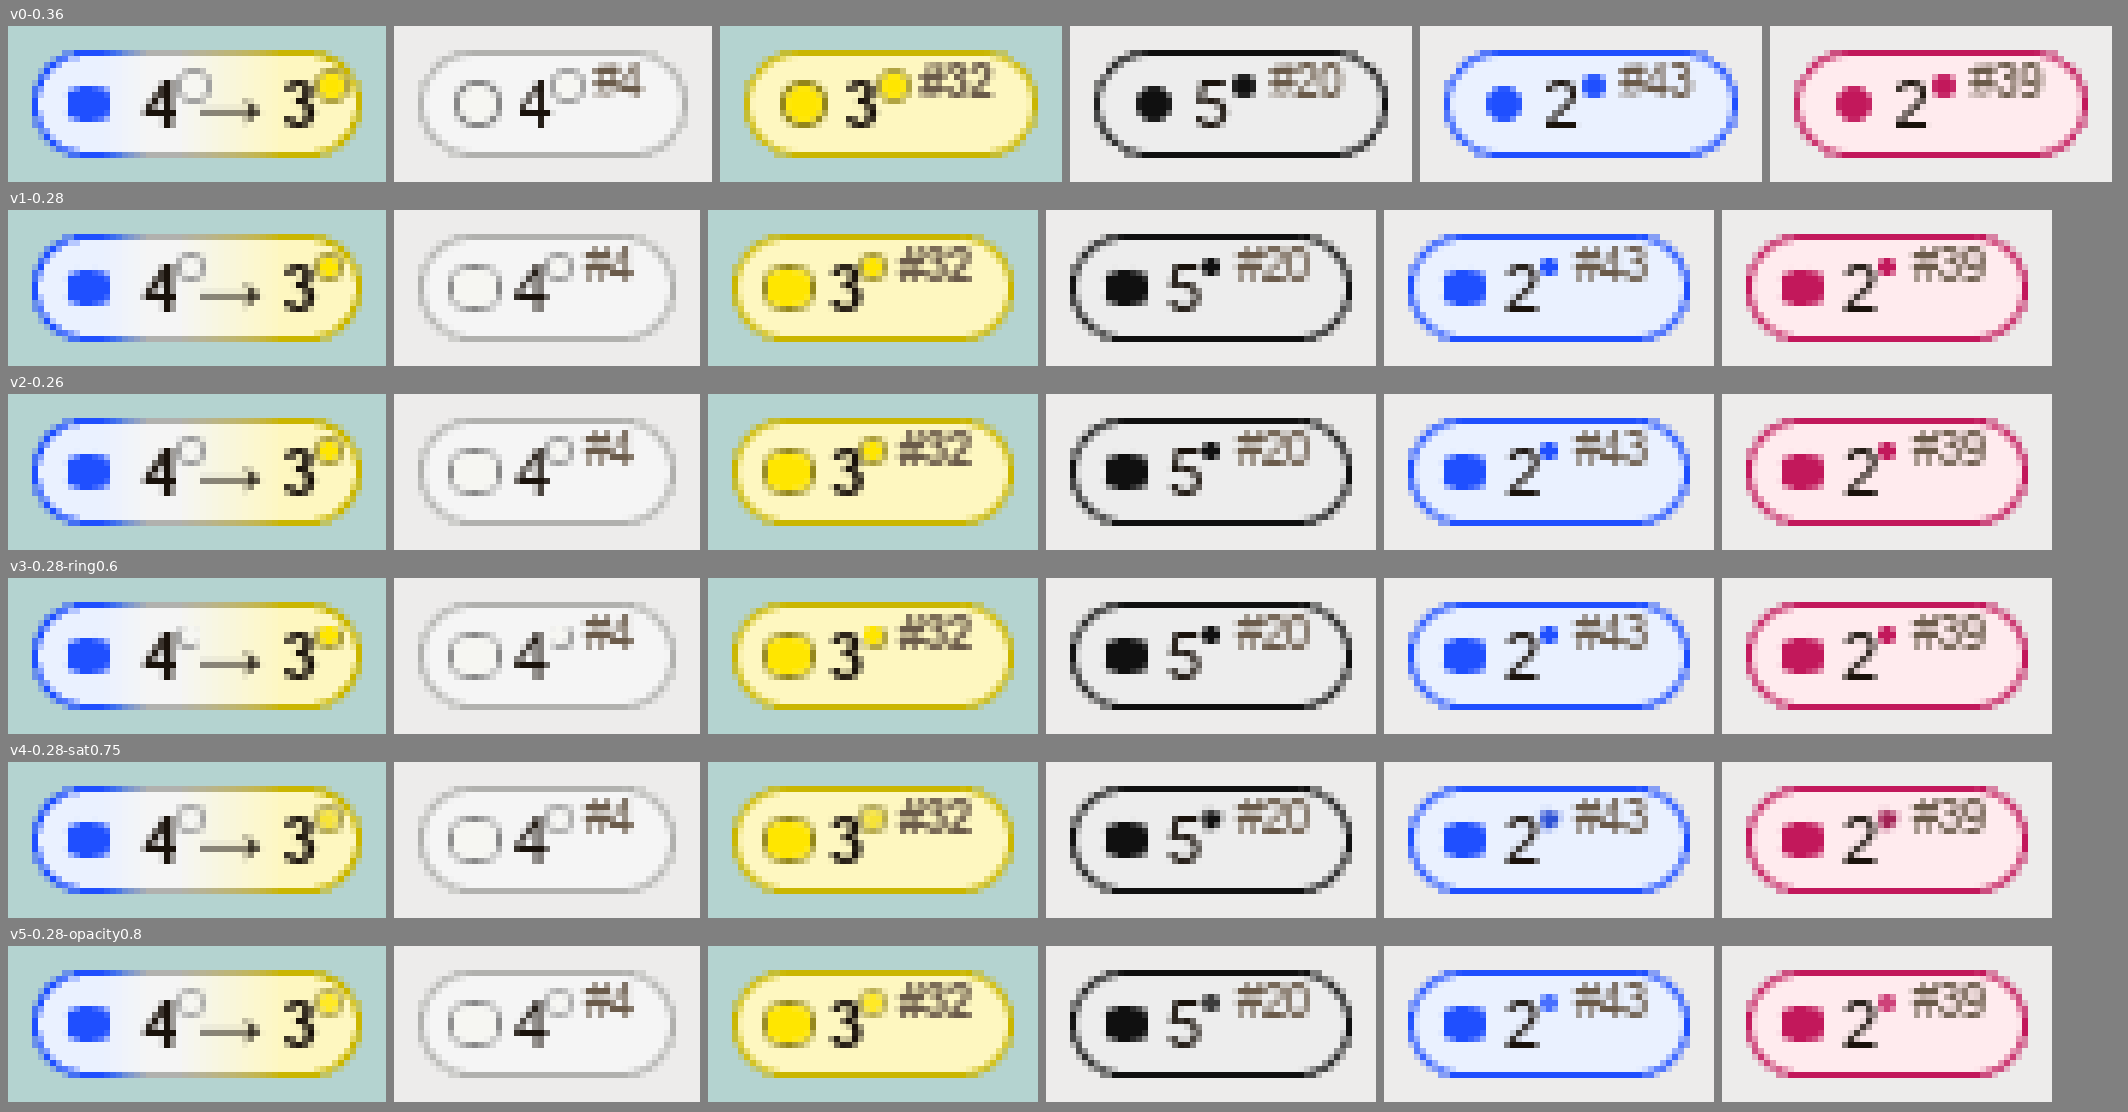 v0-0.36
4 → 3 4 #4 3 #32 5 #20 2 #43 2 #39
v1-0.28
4 → 3 4 #4 3 #32 5 #20 2 #43 2 #39
v2-0.26
4 → 3 4 #4 3 #32 5 #20 2 #43 2 #39
v3-0.28-ring0.6
4 → 3 4 #4 3 #32 5 #20 2 #43 2 #39
v4-0.28-sat0.75
4 → 3 4 #4 3 #32 5 #20 2 #43 2 #39
v5-0.28-opacity0.8
4 → 3 4 #4 3 #32 5 #20 2 #43 2 #39